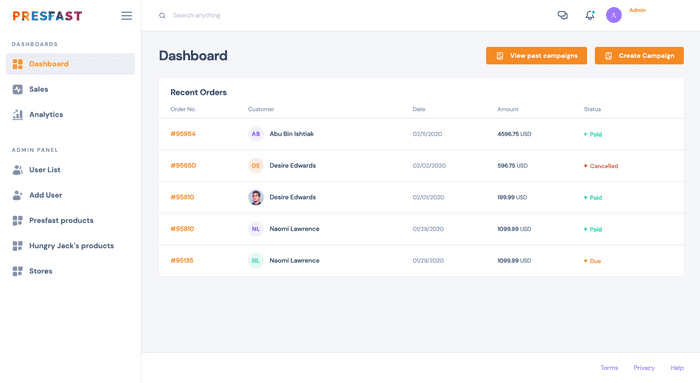 PRESFAST
Search anything
Admin
DASHBOARDS
Dashboard
Sales
Analytics
ADMIN PANEL
User List
Add User
Presfast products
Hungry Jack's products
Stores
Dashboard
View past campaigns
Create Campaign
Recent Orders
Order No. Customer Date Amount Status
#95954 AB Abu Bin Ishtiak 02/11/2020 4596.75 USD Paid
#95850 DE Desire Edwards 02/02/2020 596.75 USD Cancelled
#95810 Desire Edwards 02/01/2020 199.99 USD Paid
#95810 NL Naomi Lawrence 01/29/2020 1099.99 USD Paid
#95135 NL Naomi Lawrence 01/29/2020 1099.99 USD Due
Terms Privacy Help